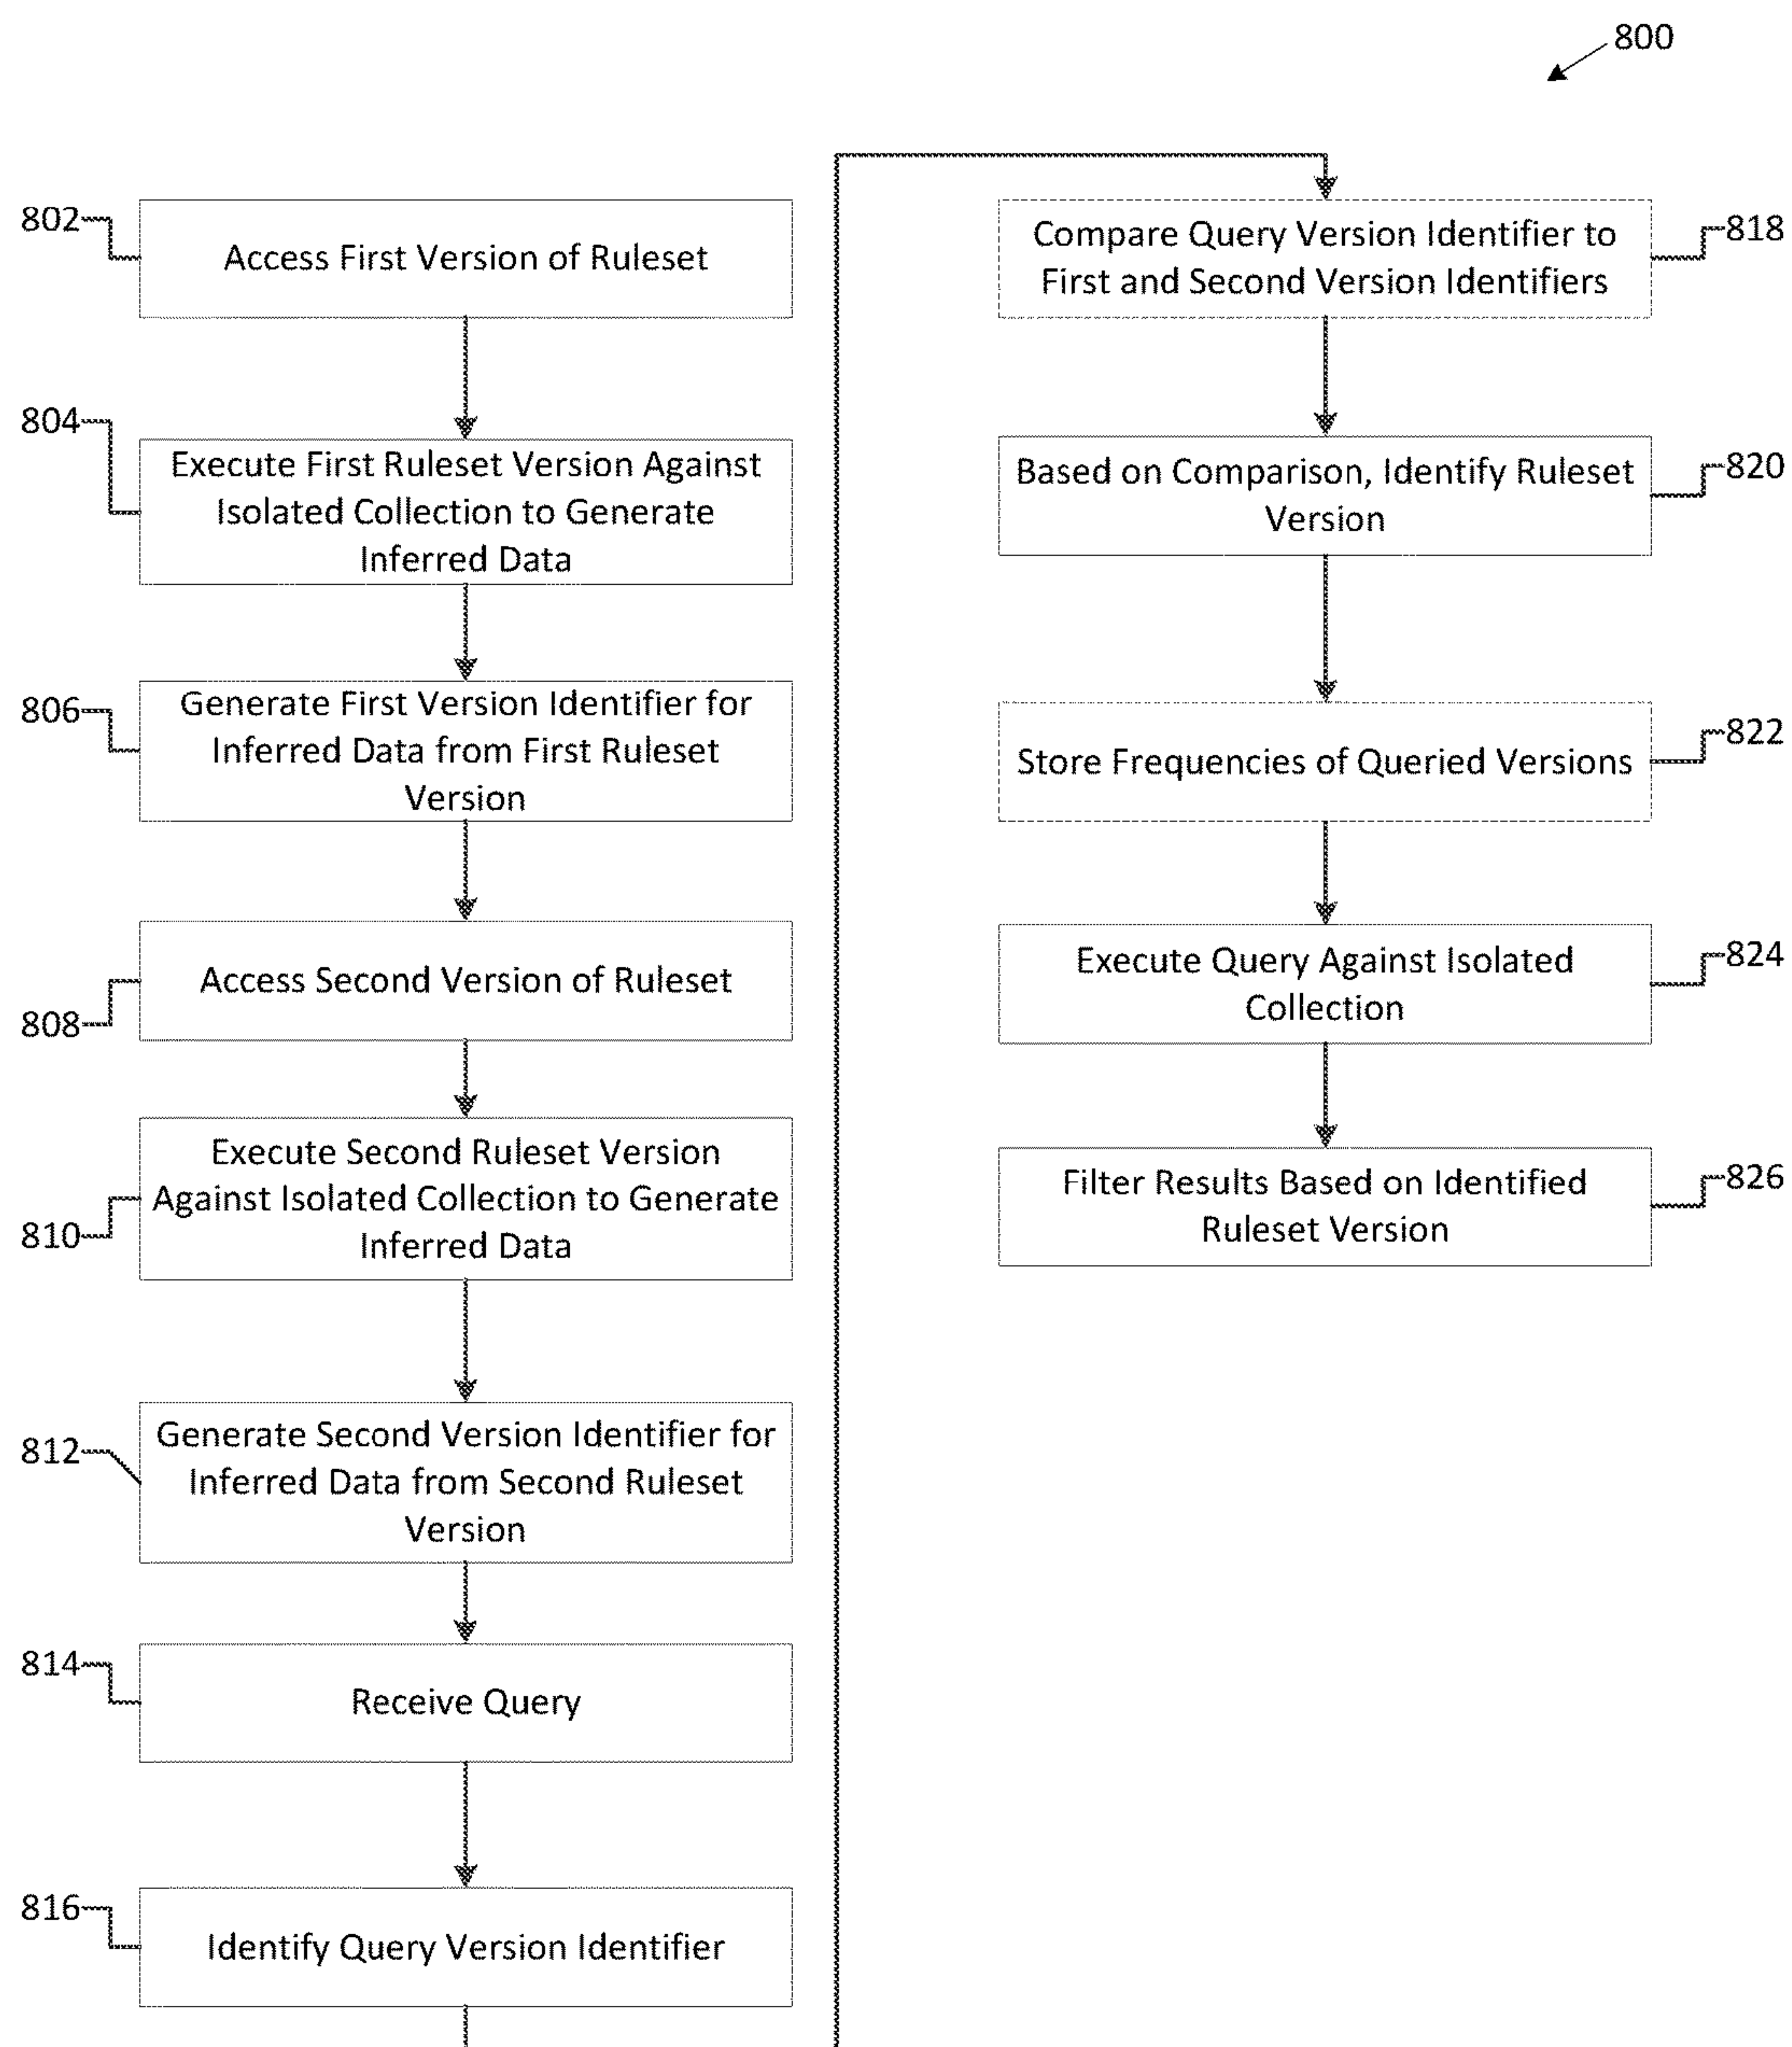 800
802
Access First Version of Ruleset
804
Execute First Ruleset Version Against
Isolated Collection to Generate
Inferred Data
806
Generate First Version Identifier for
Inferred Data from First Ruleset
Version
808
Access Second Version of Ruleset
810
Execute Second Ruleset Version
Against Isolated Collection to Generate
Inferred Data
812
Generate Second Version Identifier for
Inferred Data from Second Ruleset
Version
814
Receive Query
816
Identify Query Version Identifier
Compare Query Version Identifier to
First and Second Version Identifiers
818
Based on Comparison, Identify Ruleset
Version
820
Store Frequencies of Queried Versions
822
Execute Query Against Isolated
Collection
824
Filter Results Based on Identified
Ruleset Version
826